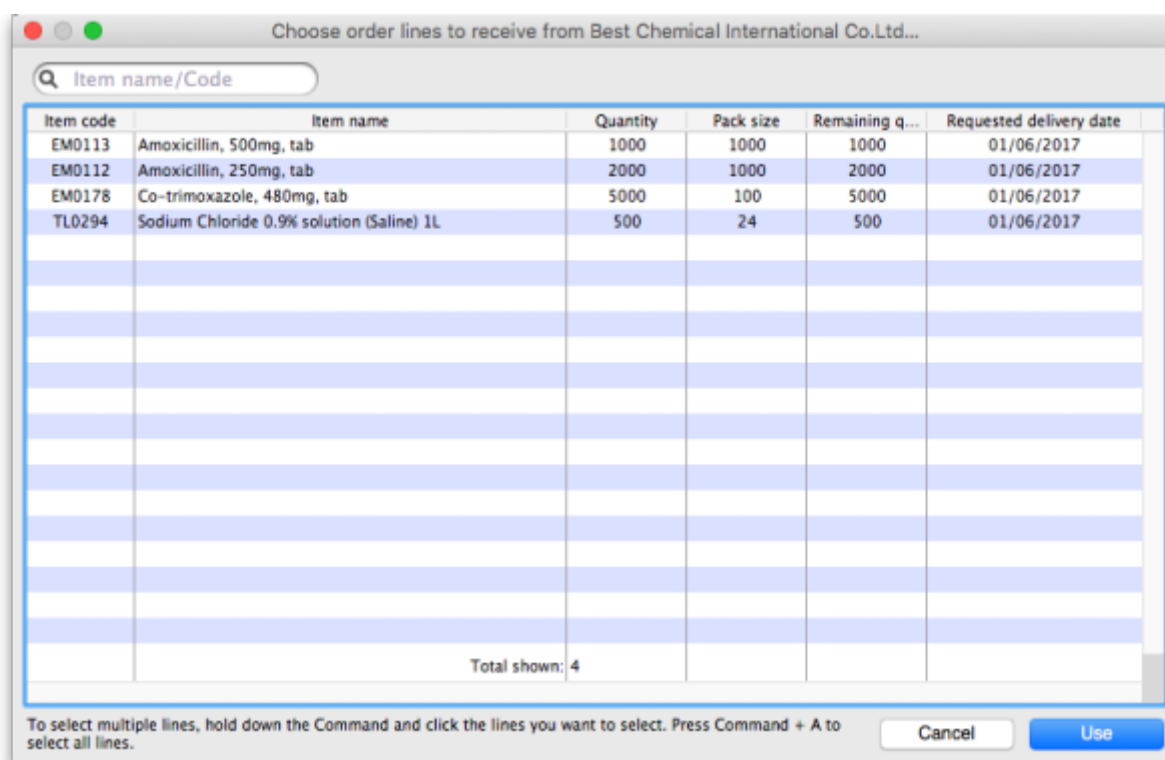 Choose order lines to receive from Best Chemical International Co.Ltd...
Item name/Code
Item code Item name Quantity Pack size Remaining q... Requested delivery date
EM0113 Amoxicillin, 500mg, tab 1000 1000 1000 01/06/2017
EM0112 Amoxicillin, 250mg, tab 2000 1000 2000 01/06/2017
EM0178 Co-trimoxazole, 480mg, tab 5000 100 5000 01/06/2017
TL0294 Sodium Chloride 0.9% solution (Saline) 1L 500 24 500 01/06/2017
Total shown: 4
To select multiple lines, hold down the Command and click the lines you want to select. Press Command + A to
select all lines.
Cancel Use